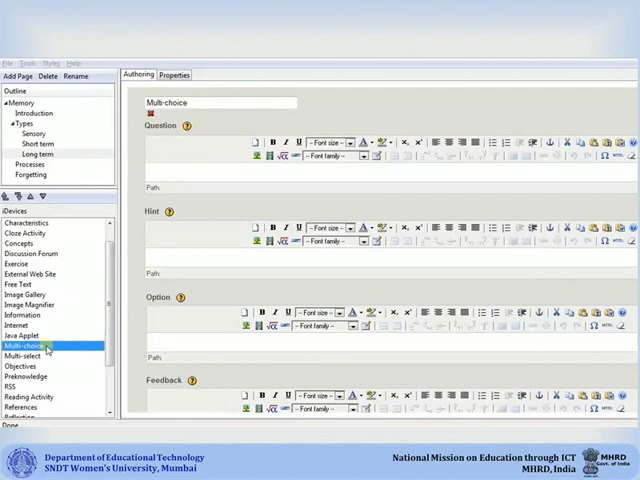 File Tools Styles Help
Add Page Delete Rename
Authoring Properties
Outline
Memory
Introduction
Types
Sensory
Short term
Long term
Processes
Forgetting
iDevices
Characteristics
Cloze Activity
Concepts
Discussion Forum
Exercise
External Web Site
Free Text
Image Gallery
Image Magnifier
Information
Internet
Java Applet
Multi-choice
Multi-select
Objectives
Preknowledge
RSS
Reading Activity
References
Reflection
Done
Multi-choice
Question
B I U -- Font size -- A
-- Font family -- HTML
Path:
Hint
B I U -- Font size -- A
-- Font family -- HTML
Path:
Option
B I U -- Font size -- A
-- Font family -- HTML
Path:
Feedback
B I U -- Font size -- A
-- Font family -- HTML
Department of Educational Technology
SNDT Women's University, Mumbai
National Mission on Education through ICT
MHRD, India
MHRD
Govt. of India